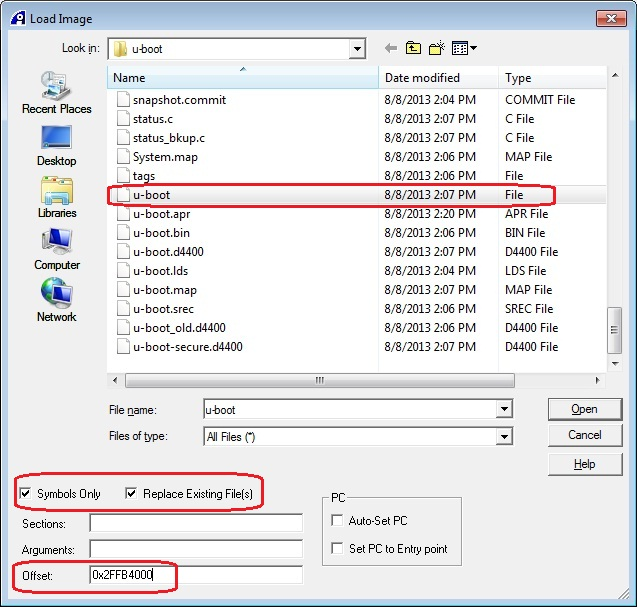 Load Image
Look in: u-boot
Name Date modified Type
Recent Places
Desktop
Libraries
Computer
Network
snapshot.commit 8/8/2013 2:04 PM COMMIT File
status.c 8/8/2013 2:07 PM C File
status_bkup.c 8/8/2013 2:07 PM C File
System.map 8/8/2013 2:06 PM MAP File
tags 8/8/2013 2:06 PM File
u-boot 8/8/2013 2:07 PM File
u-boot.apr 8/8/2013 2:20 PM APR File
u-boot.bin 8/8/2013 2:06 PM BIN File
u-boot.d4400 8/8/2013 2:06 PM D4400 File
u-boot.lds 8/8/2013 2:04 PM LDS File
u-boot.map 8/8/2013 2:07 PM MAP File
u-boot.srec 8/8/2013 2:06 PM SREC File
u-boot_old.d4400 8/8/2013 2:06 PM D4400 File
u-boot-secure.d4400 8/8/2013 2:07 PM D4400 File
File name: u-boot Open
Files of type: All Files (*) Cancel
Help
Symbols Only Replace Existing File(s)
Sections:
Arguments:
Offset: 0x2FFB4000
PC
Auto-Set PC
Set PC to Entry point